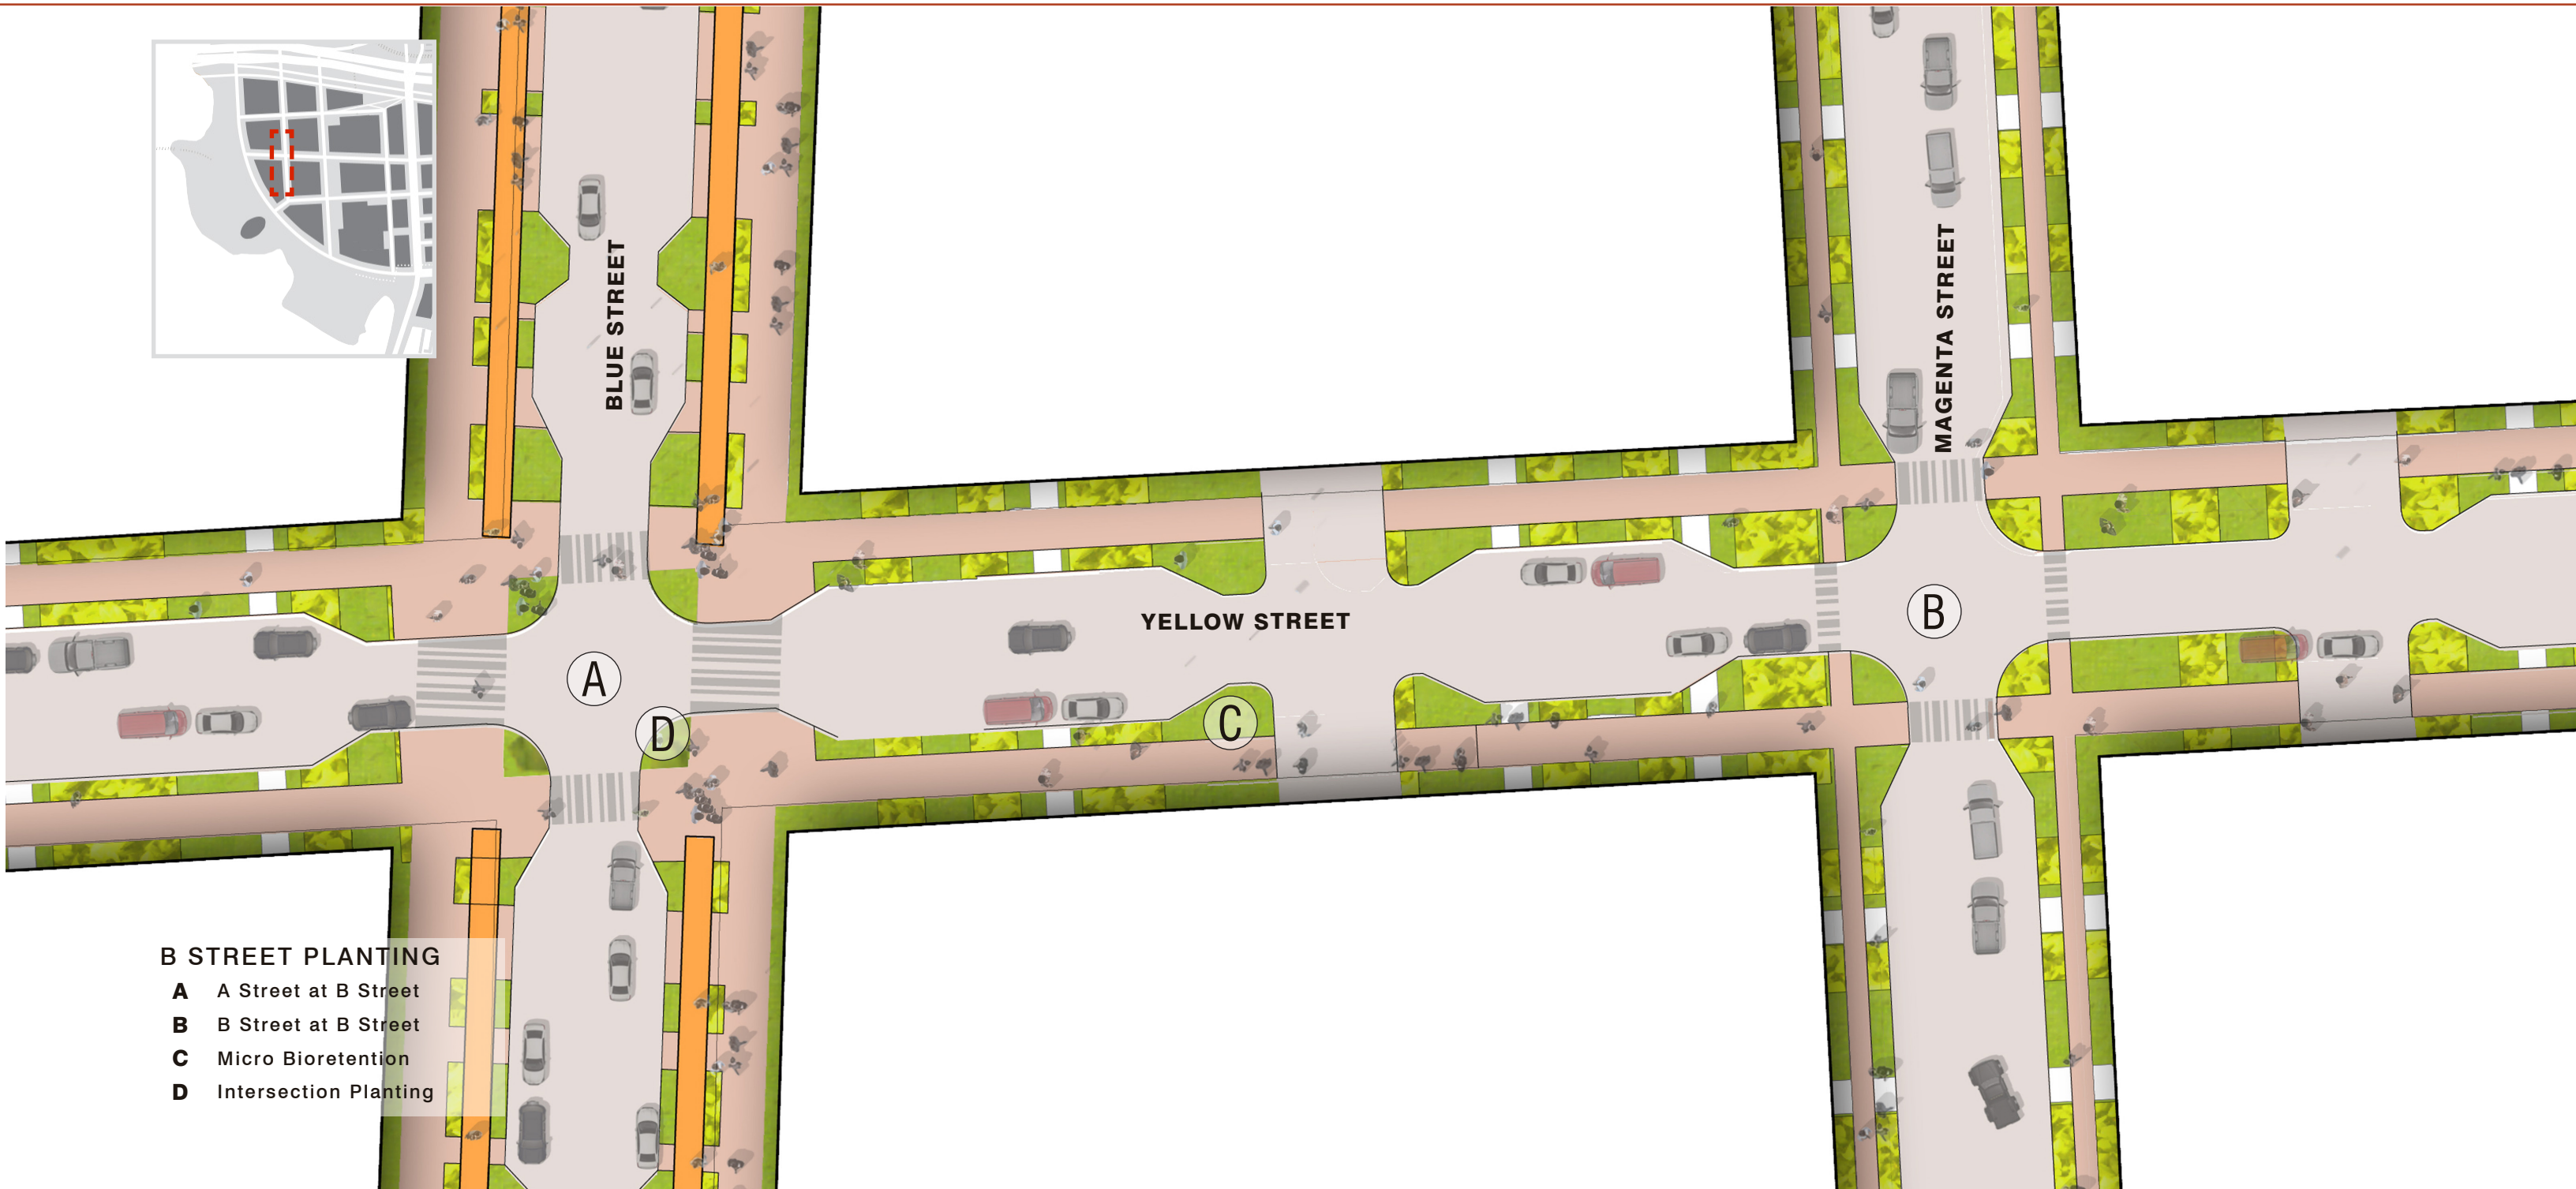 BLUE STREET
MAGENTA STREET
YELLOW STREET
A
B
C
D
B STREET PLANTING
A A Street at B Street
B B Street at B Street
C Micro Bioretention
D Intersection Planting